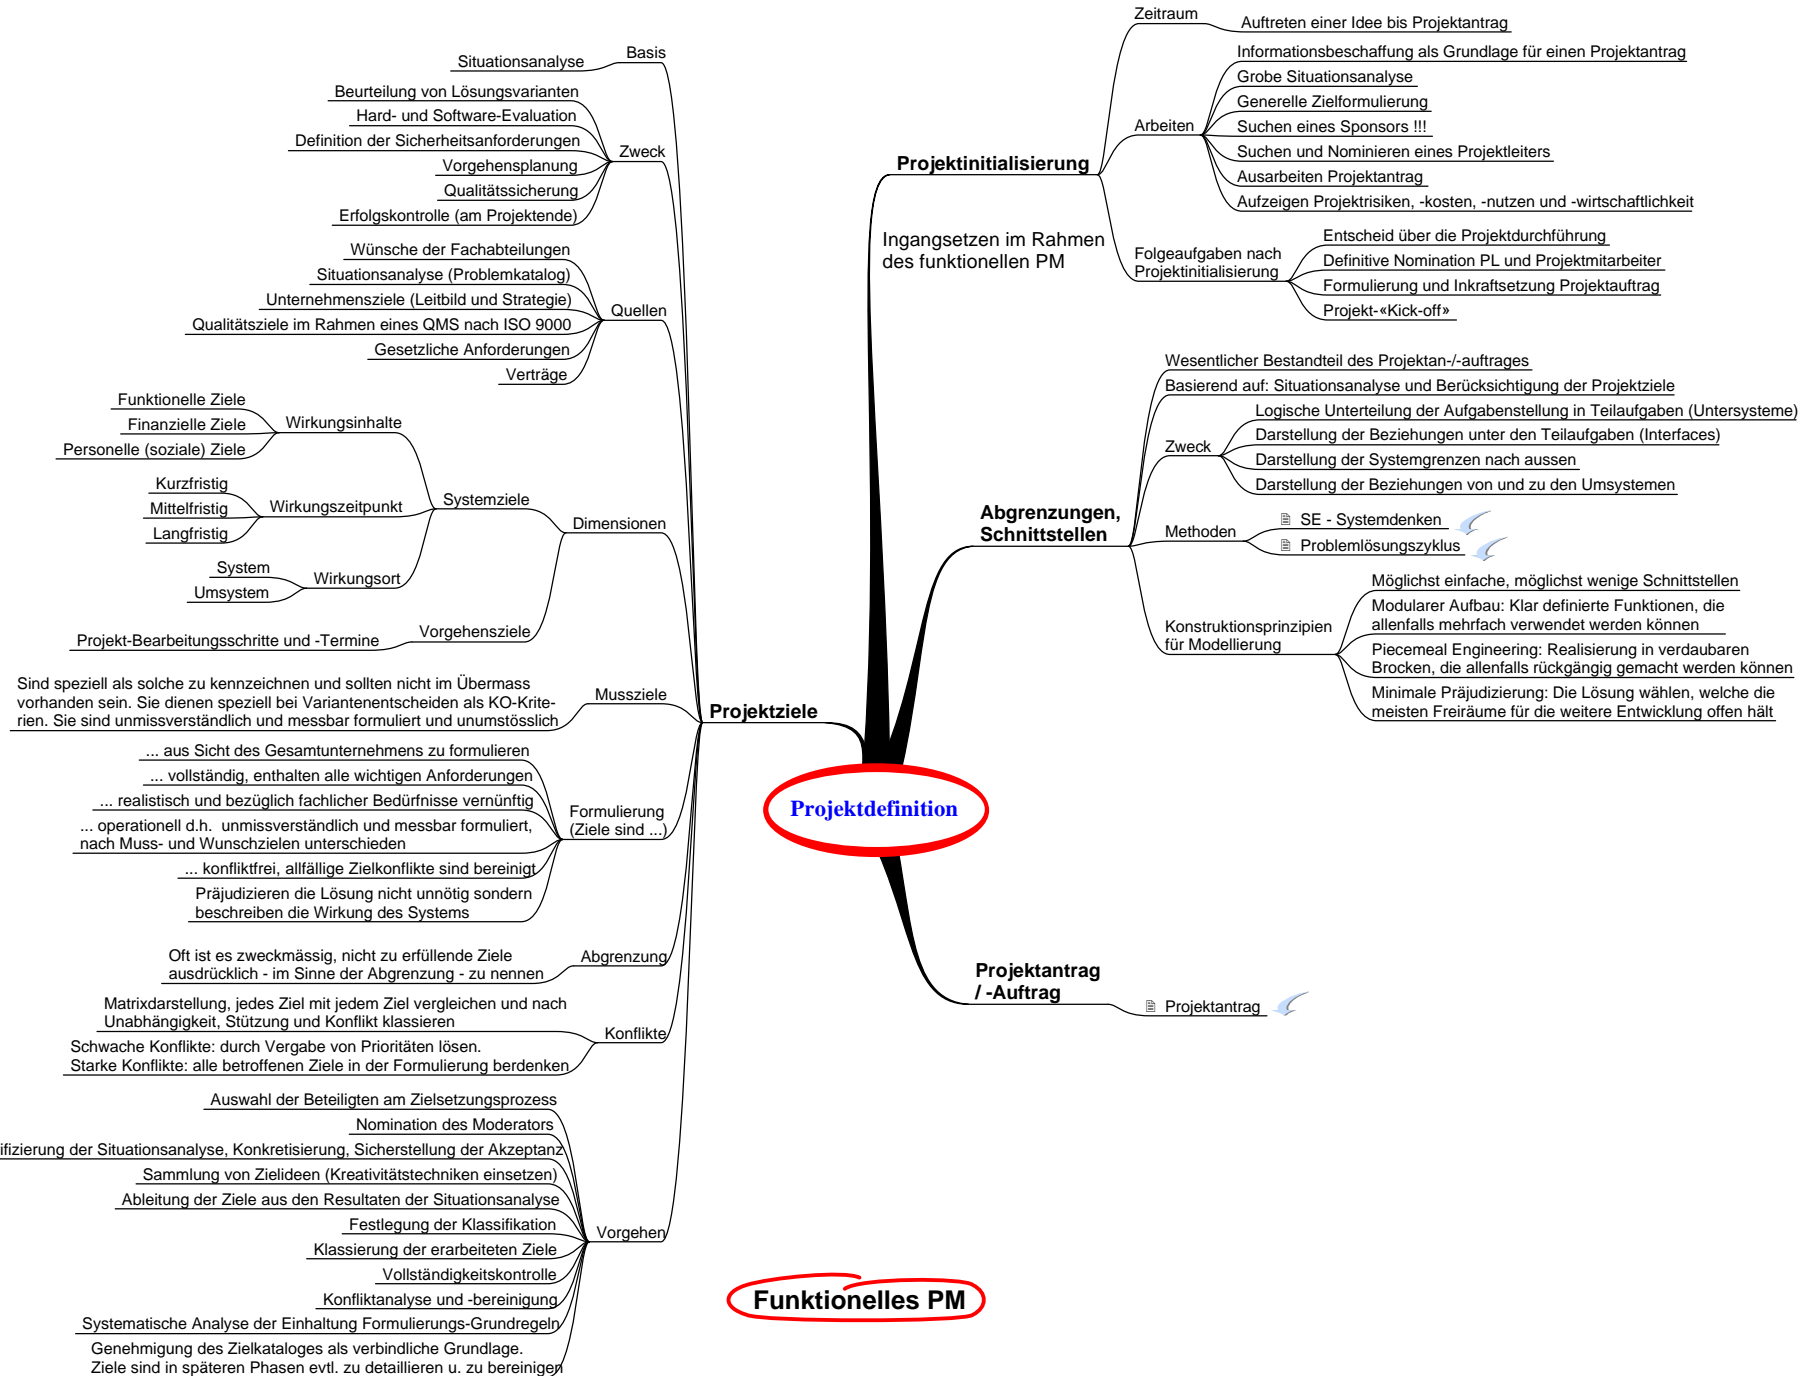 Projektdefinition
Projektinitialisierung
Ingangsetzen im Rahmen
des funktionellen PM
Zeitraum
Auftreten einer Idee bis Projektantrag
Arbeiten
Informationsbeschaffung als Grundlage für einen Projektantrag
Grobe Situationsanalyse
Generelle Zielformulierung
Suchen eines Sponsors !!!
Suchen und Nominieren eines Projektleiters
Ausarbeiten Projektantrag
Aufzeigen Projektrisiken, -kosten, -nutzen und -wirtschaftlichkeit
Folgeaufgaben nach
Projektinitialisierung
Entscheid über die Projektdurchführung
Definitive Nomination PL und Projektmitarbeiter
Formulierung und Inkraftsetzung Projektauftrag
Projekt-«Kick-off»
Abgrenzungen,
Schnittstellen
Wesentlicher Bestandteil des Projektan-/-auftrages
Basierend auf: Situationsanalyse und Berücksichtigung der Projektziele
Zweck
Logische Unterteilung der Aufgabenstellung in Teilaufgaben (Untersysteme)
Darstellung der Beziehungen unter den Teilaufgaben (Interfaces)
Darstellung der Systemgrenzen nach aussen
Darstellung der Beziehungen von und zu den Umsystemen
Methoden
SE - Systemdenken
Problemlösungszyklus
Konstruktionsprinzipien
für Modellierung
Möglichst einfache, möglichst wenige Schnittstellen
Modularer Aufbau: Klar definierte Funktionen, die
allenfalls mehrfach verwendet werden können
Piecemeal Engineering: Realisierung in verdaubaren
Brocken, die allenfalls rückgängig gemacht werden können
Minimale Präjudizierung: Die Lösung wählen, welche die
meisten Freiräume für die weitere Entwicklung offen hält
Projektantrag
/ -Auftrag
Projektantrag
Projektziele
Basis
Situationsanalyse
Zweck
Beurteilung von Lösungsvarianten
Hard- und Software-Evaluation
Definition der Sicherheitsanforderungen
Vorgehensplanung
Qualitätssicherung
Erfolgskontrolle (am Projektende)
Quellen
Wünsche der Fachabteilungen
Situationsanalyse (Problemkatalog)
Unternehmensziele (Leitbild und Strategie)
Qualitätsziele im Rahmen eines QMS nach ISO 9000
Gesetzliche Anforderungen
Verträge
Dimensionen
Systemziele
Wirkungsinhalte
Funktionelle Ziele
Finanzielle Ziele
Personelle (soziale) Ziele
Wirkungszeitpunkt
Kurzfristig
Mittelfristig
Langfristig
Wirkungsort
System
Umsystem
Vorgehensziele
Projekt-Bearbeitungsschritte und -Termine
Mussziele
Sind speziell als solche zu kennzeichnen und sollten nicht im Übermass
vorhanden sein. Sie dienen speziell bei Variantenentscheiden als KO-Krite-
rien. Sie sind unmissverständlich und messbar formuliert und unumstösslich
Formulierung
(Ziele sind ...)
... aus Sicht des Gesamtunternehmens zu formulieren
... vollständig, enthalten alle wichtigen Anforderungen
... realistisch und bezüglich fachlicher Bedürfnisse vernünftig
... operationell d.h.  unmissverständlich und messbar formuliert,
nach Muss- und Wunschzielen unterschieden
... konfliktfrei, allfällige Zielkonflikte sind bereinigt
Präjudizieren die Lösung nicht unnötig sondern
beschreiben die Wirkung des Systems
Abgrenzung
Oft ist es zweckmässig, nicht zu erfüllende Ziele
ausdrücklich - im Sinne der Abgrenzung - zu nennen
Konflikte
Matrixdarstellung, jedes Ziel mit jedem Ziel vergleichen und nach
Unabhängigkeit, Stützung und Konflikt klassieren
Schwache Konflikte: durch Vergabe von Prioritäten lösen.
Starke Konflikte: alle betroffenen Ziele in der Formulierung berdenken
Vorgehen
Auswahl der Beteiligten am Zielsetzungsprozess
Nomination des Moderators
ifizierung der Situationsanalyse, Konkretisierung, Sicherstellung der Akzeptanz
Sammlung von Zielideen (Kreativitätstechniken einsetzen)
Ableitung der Ziele aus den Resultaten der Situationsanalyse
Festlegung der Klassifikation
Klassierung der erarbeiteten Ziele
Vollständigkeitskontrolle
Konfliktanalyse und -bereinigung
Systematische Analyse der Einhaltung Formulierungs-Grundregeln
Genehmigung des Zielkataloges als verbindliche Grundlage.
Ziele sind in späteren Phasen evtl. zu detaillieren u. zu bereinigen
Funktionelles PM